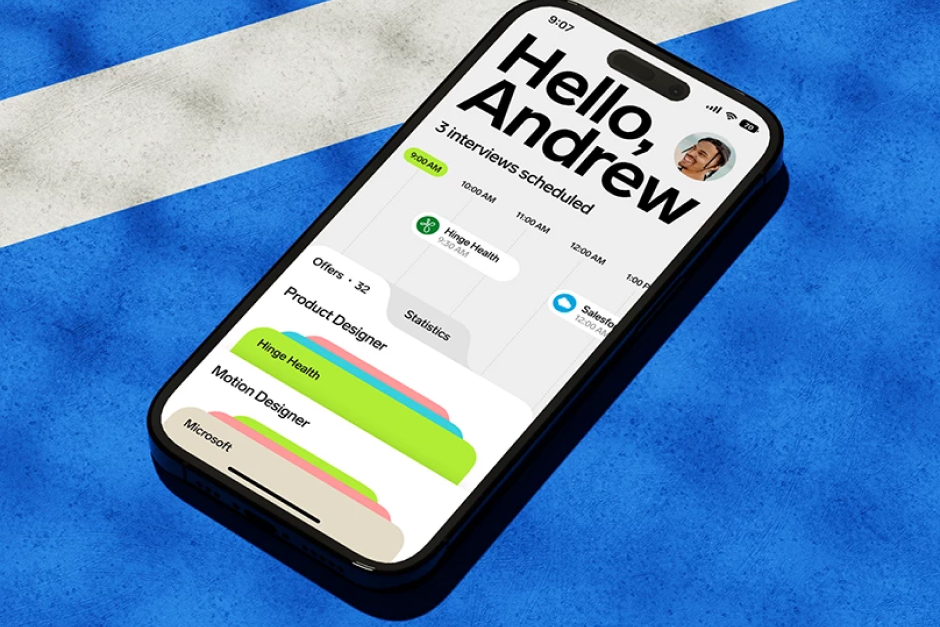 9:07
70
Hello,
Andrew
3 interviews scheduled
9:00 AM
10:00 AM
11:00 AM
12:00 AM
1:00 P
Hinge Health
9:30 AM
Salesfo
12:00 AM
Offers • 32
Statistics
Product Designer
Hinge Health
Motion Designer
Microsoft